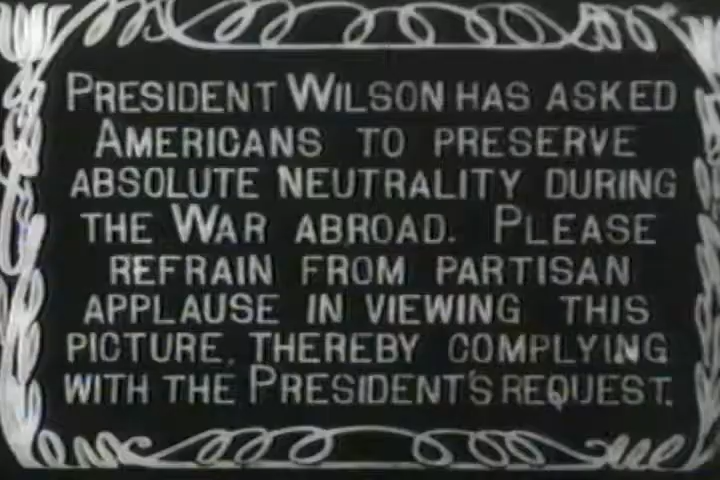 PRESIDENT WILSON HAS ASKED
AMERICANS TO PRESERVE
ABSOLUTE NEUTRALITY DURING
THE WAR ABROAD. PLEASE
REFRAIN FROM PARTISAN
APPLAUSE IN VIEWING THIS
PICTURE, THEREBY COMPLYING
WITH THE PRESIDENT'S REQUEST.